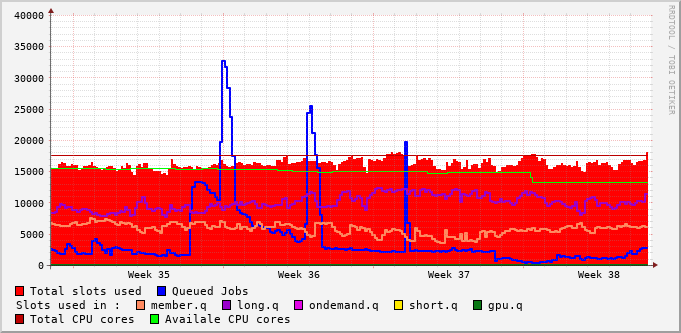 40000
35000
30000
25000
20000
15000
10000
5000
0
Week 35 Week 36 Week 37 Week 38
Total slots used Queued Jobs
Slots used in : member.q long.q ondemand.q short.q gpu.q
Total CPU cores Availale CPU cores
RRDTOOL / TOBI OETIKER